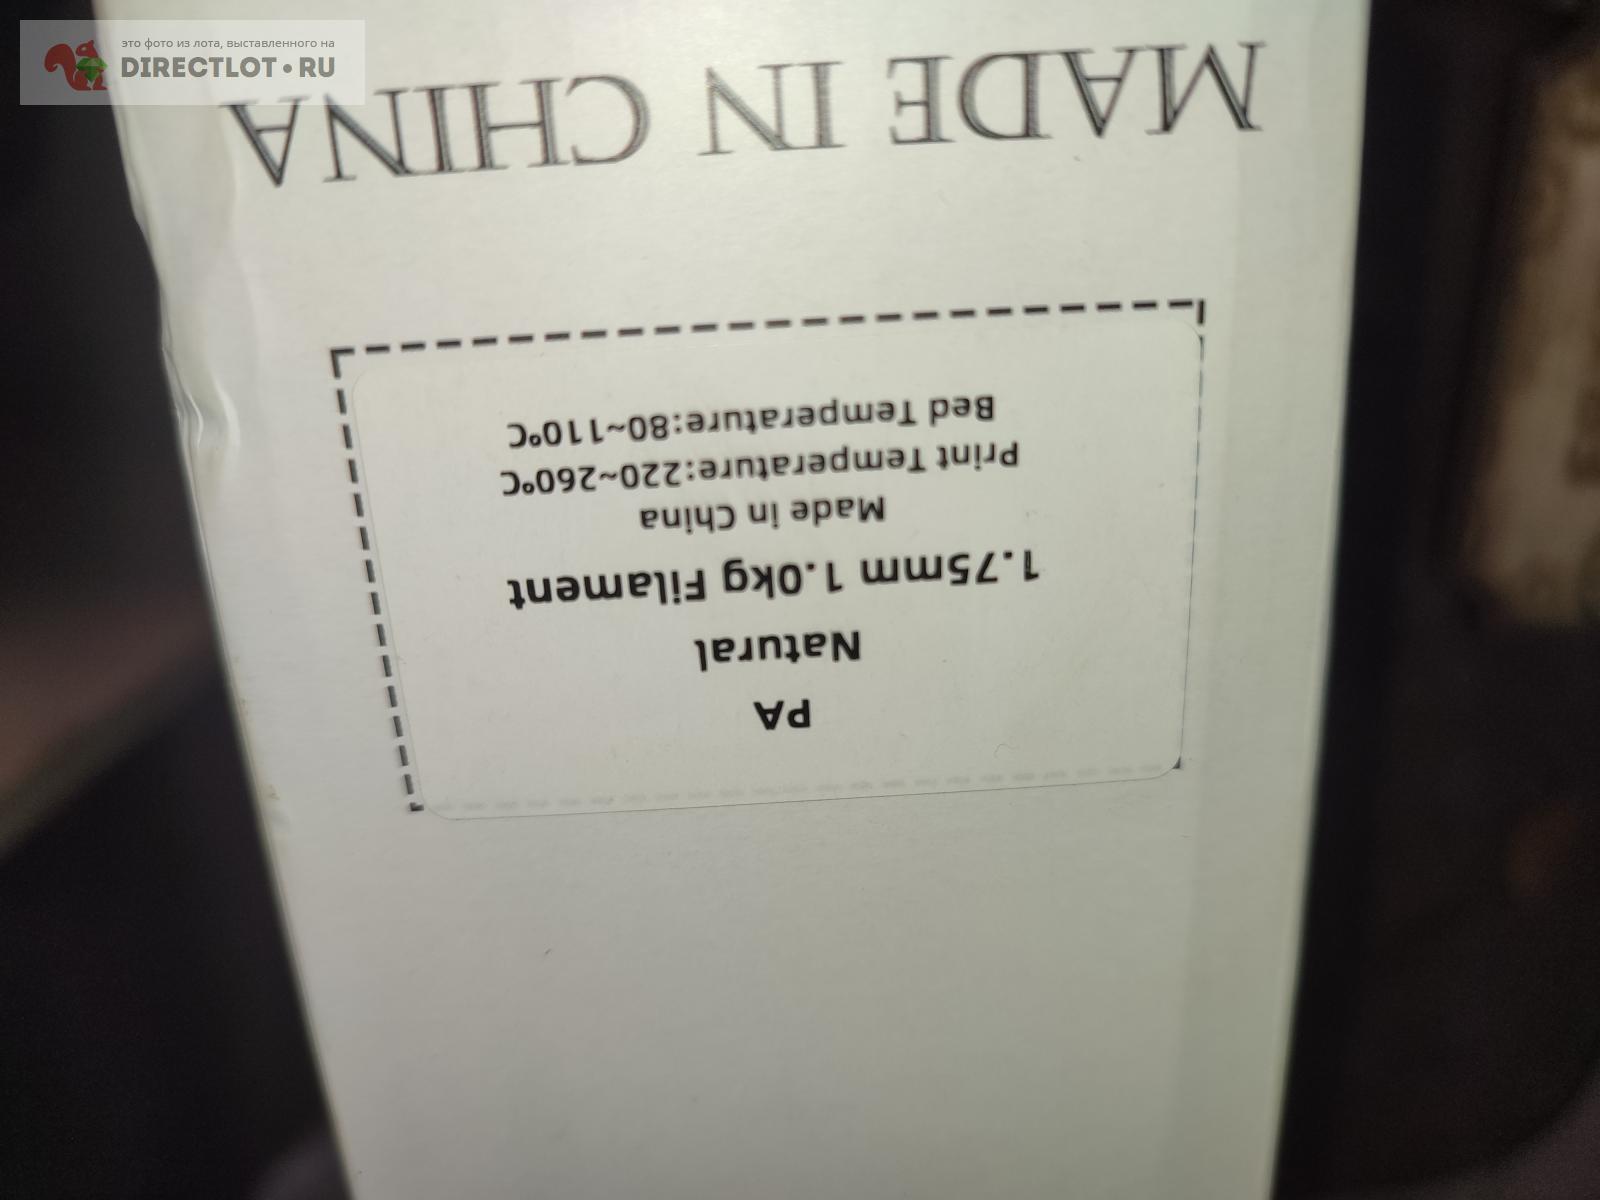 это фото из лота, выставленного на
DIRECTLOT•RU
MADE IN CHINA
PA
Natural
1.75mm 1.0kg Filament
Made in China
Print Temperature:220~260℃
Bed Temperature:80~110℃